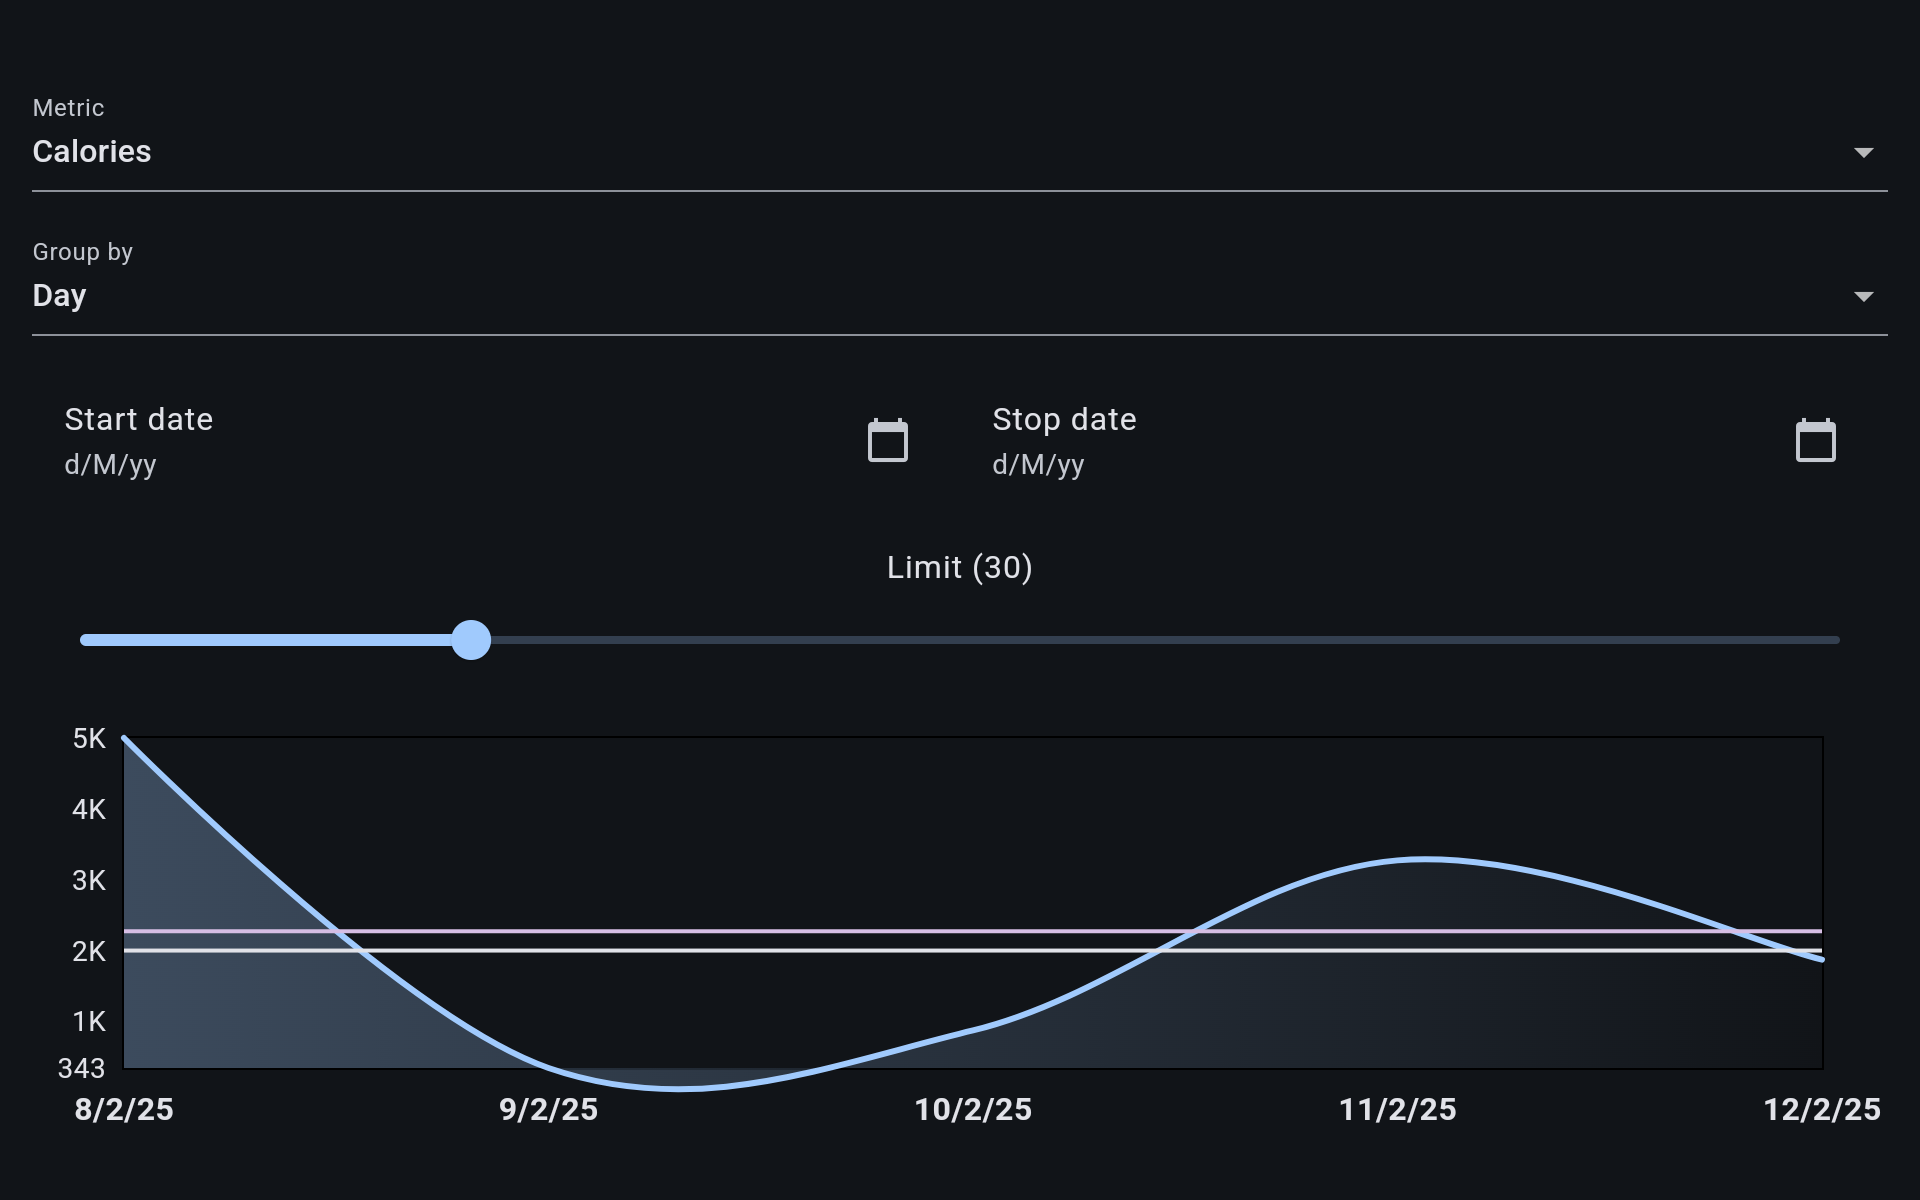 Metric
Calories
Group by
Day
Start date
d/M/yy
Stop date
d/M/yy
Limit (30)
5K
4K
3K
2K
1K
343
8/2/25
9/2/25
10/2/25
11/2/25
12/2/25